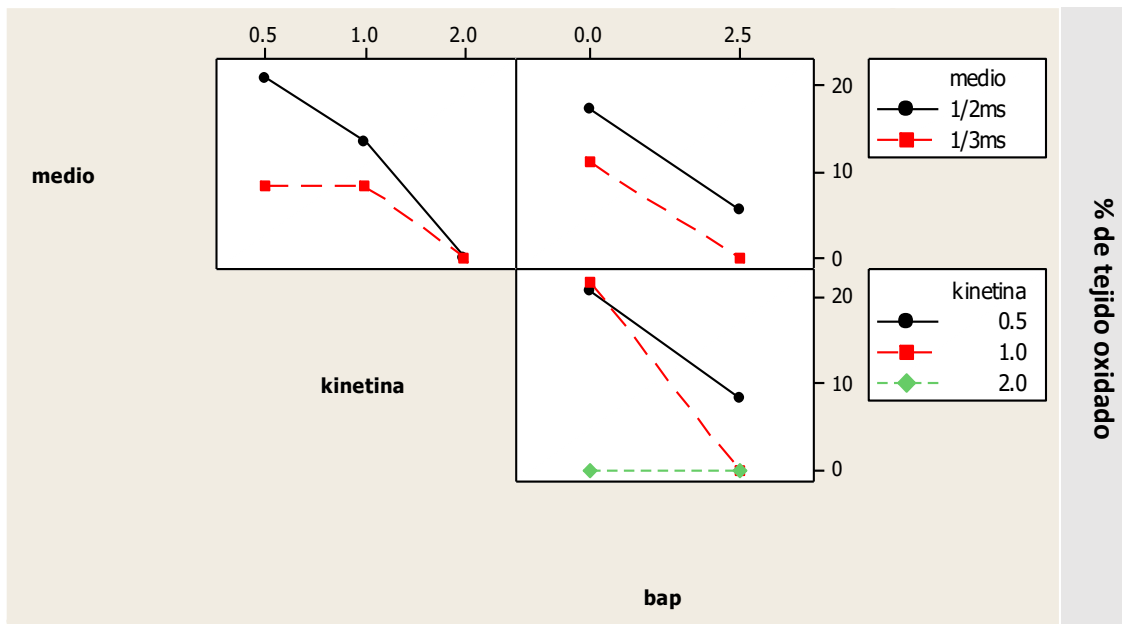 0.5 1.0 2.0 0.0 2.5
medio
20
10
0
medio
1/2ms
1/3ms
kinetina
20
10
0
kinetina
0.5
1.0
2.0
bap
% de tejido oxidado